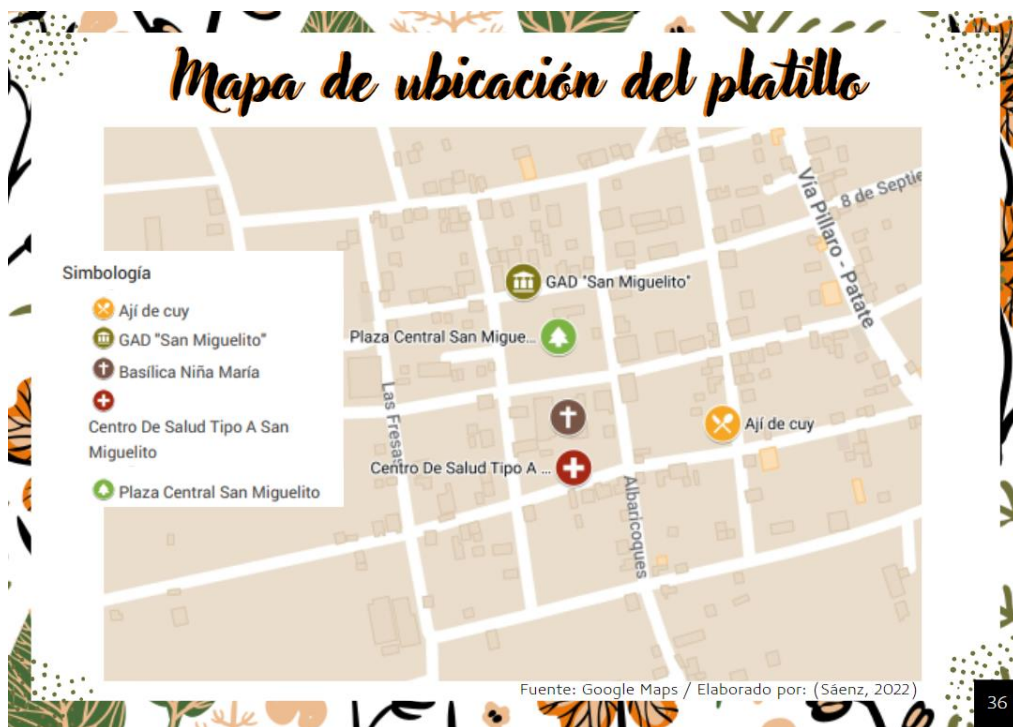 Mapa de ubicación del platillo
Vía Pillaro - Patate
8 de Septie
Simbología
Ají de cuy
GAD "San Miguelito"
Basílica Niña María
Centro De Salud Tipo A San
Miguelito
Plaza Central San Miguelito
GAD "San Miguelito"
Plaza Central San Migue...
Las Fresas
Ají de cuy
Centro De Salud Tipo A ...
Albaricoques
Fuente: Google Maps / Elaborado por: (Sáenz, 2022)
36